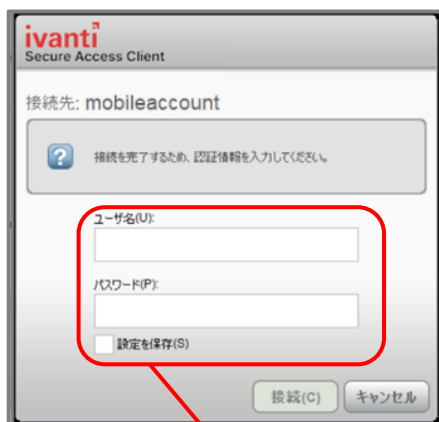 ivanti
Secure Access Client
接続先: mobileaccount
接続を完了するため、認証情報を入力してください。
ユーザ名(U):
パスワード(P):
設定を保存(S)
接続(C) キャンセル